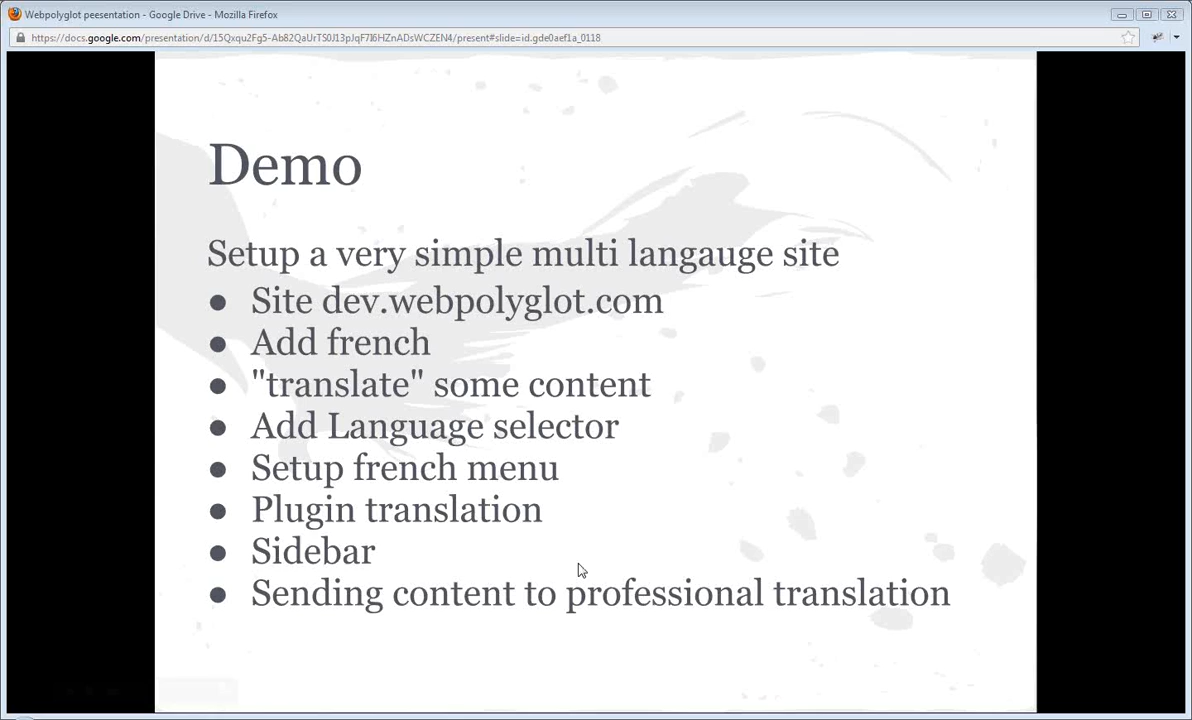 Webpolyglot peesentation - Google Drive - Mozilla Firefox
https://docs.google.com/presentation/d/15Qxqu2Fg5-Ab82QaUrTS0J13pJqF7I6HZnADsWCZEN4/present#slide=id.gde0aef1a_0118
Demo
Setup a very simple multi langauge site
● Site dev.webpolyglot.com
● Add french
● "translate" some content
● Add Language selector
● Setup french menu
● Plugin translation
● Sidebar
● Sending content to professional translation